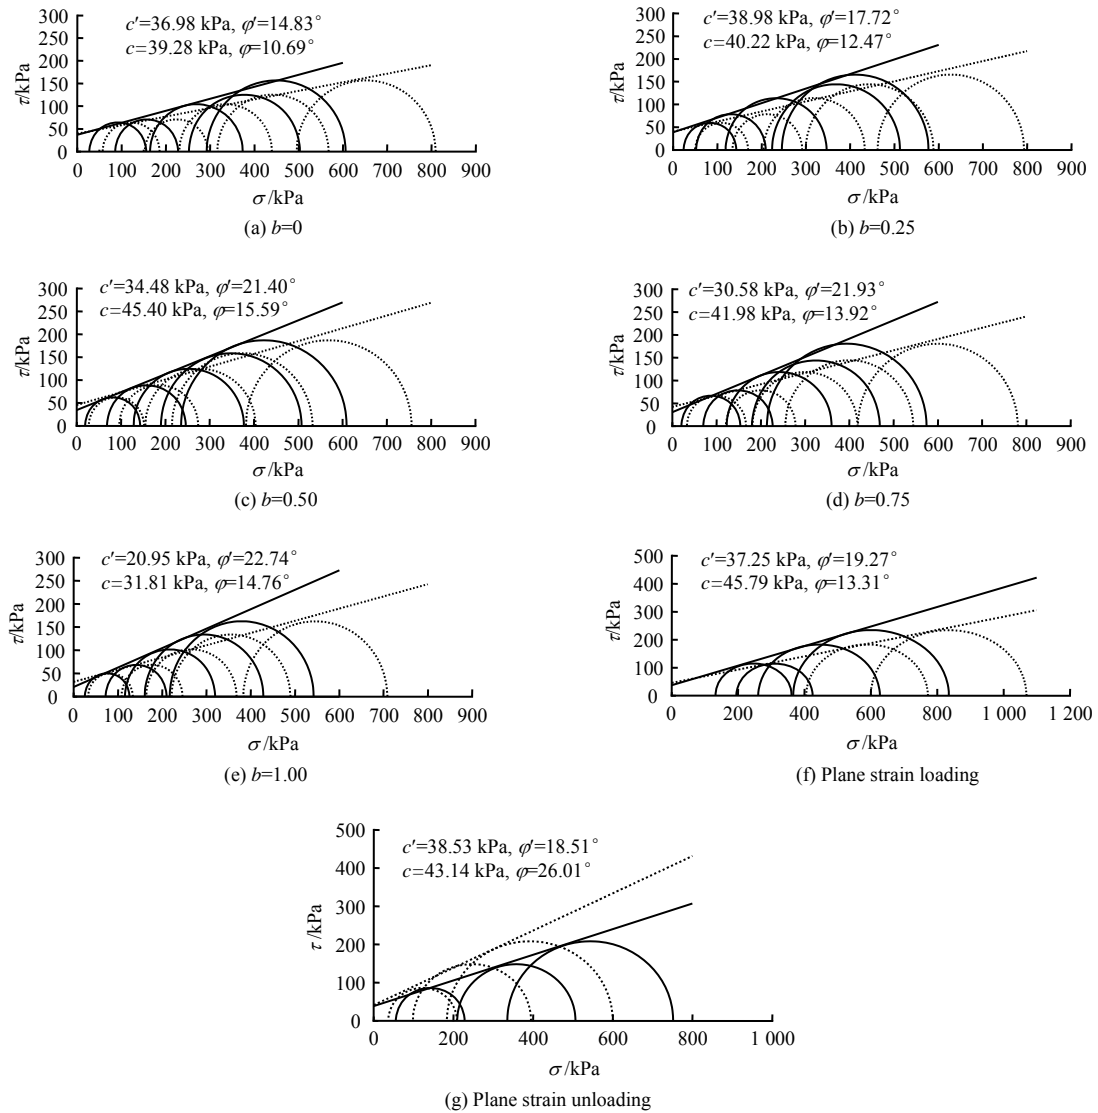 c′=36.98 kPa, φ′=14.83°
c=39.28 kPa, φ=10.69°
300
250
200
150
100
50
0
τ/kPa
0 100 200 300 400 500 600 700 800 900
σ/kPa
(a) b=0
c′=38.98 kPa, φ′=17.72°
c=40.22 kPa, φ=12.47°
300
250
200
150
100
50
0
τ/kPa
0 100 200 300 400 500 600 700 800 900
σ/kPa
(b) b=0.25
c′=34.48 kPa, φ′=21.40°
c=45.40 kPa, φ=15.59°
300
250
200
150
100
50
0
τ/kPa
0 100 200 300 400 500 600 700 800 900
σ/kPa
(c) b=0.50
c′=30.58 kPa, φ′=21.93°
c=41.98 kPa, φ=13.92°
300
250
200
150
100
50
0
τ/kPa
0 100 200 300 400 500 600 700 800 900
σ/kPa
(d) b=0.75
c′=20.95 kPa, φ′=22.74°
c=31.81 kPa, φ=14.76°
300
250
200
150
100
50
0
τ/kPa
0 100 200 300 400 500 600 700 800 900
σ/kPa
(e) b=1.00
c′=37.25 kPa, φ′=19.27°
c=45.79 kPa, φ=13.31°
500
400
300
200
100
0
τ/kPa
0 200 400 600 800 1 000 1 200
σ/kPa
(f) Plane strain loading
c′=38.53 kPa, φ′=18.51°
c=43.14 kPa, φ=26.01°
500
400
300
200
100
0
τ/kPa
0 200 400 600 800 1 000
σ/kPa
(g) Plane strain unloading